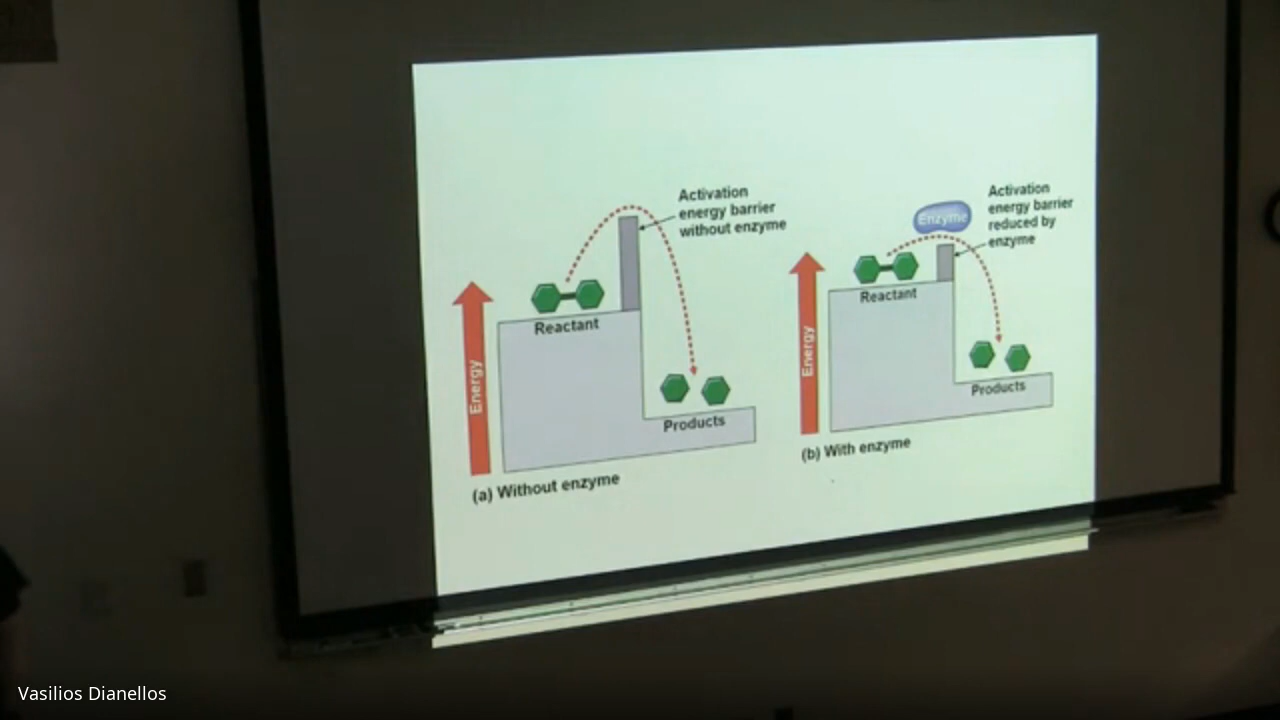 Activation
energy barrier
without enzyme
Reactant
Energy
Products
(a) Without enzyme
Enzyme
Activation
energy barrier
reduced by
enzyme
Reactant
Energy
Products
(b) With enzyme
Vasilios Dianellos